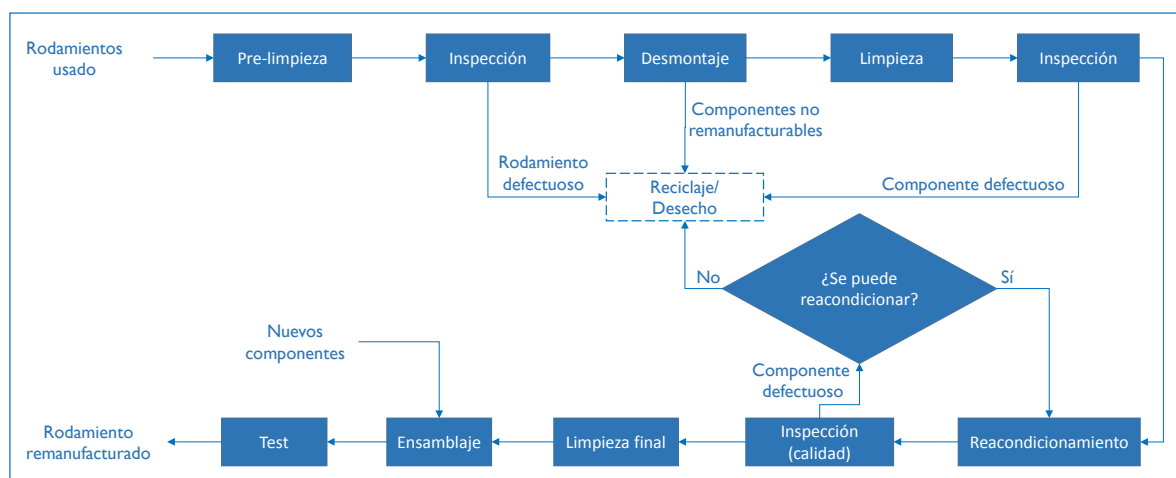 Rodamientos
usado
Pre-limpieza
Inspección
Desmontaje
Limpieza
Inspección
Componentes no
remanufacturables
Rodamiento
defectuoso
Reciclaje/
Desecho
Componente defectuoso
No
¿Se puede
reacondicionar?
Sí
Nuevos
componentes
Componente
defectuoso
Rodamiento
remanufacturado
Test
Ensamblaje
Limpieza final
Inspección
(calidad)
Reacondicionamiento